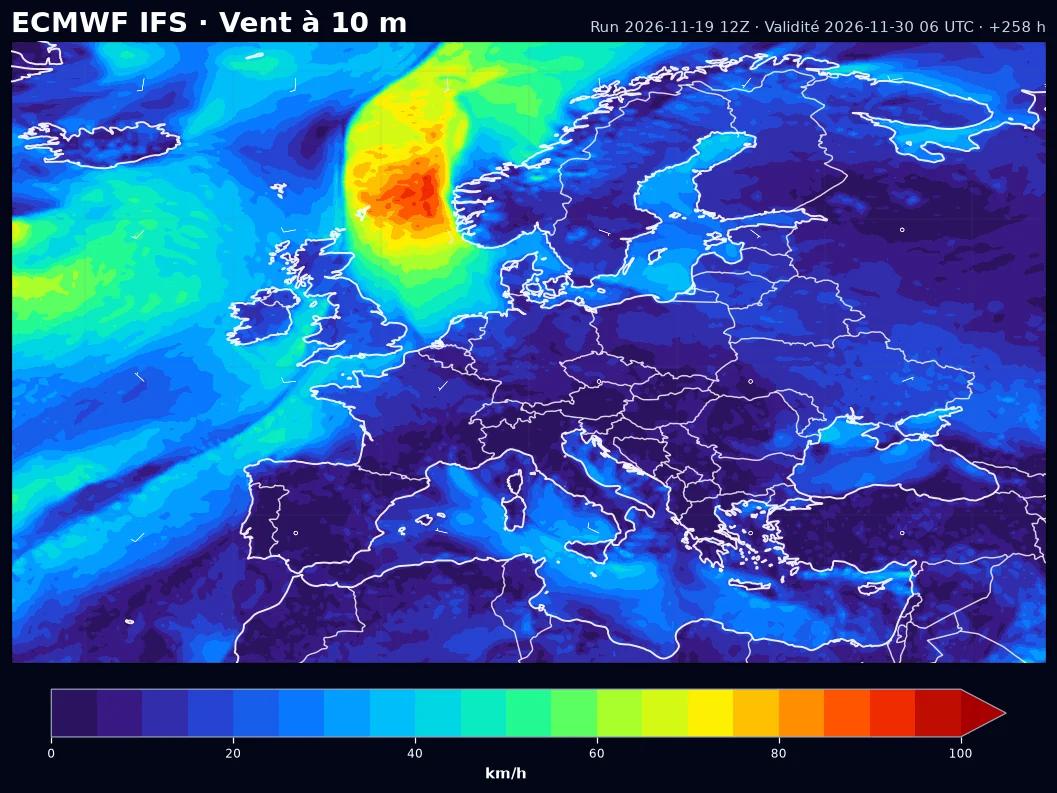 ECMWF IFS · Vent à 10 m
Run 2026-11-19 12Z · Validité 2026-11-30 06 UTC · +258 h
0 20 40 60 80 100
km/h